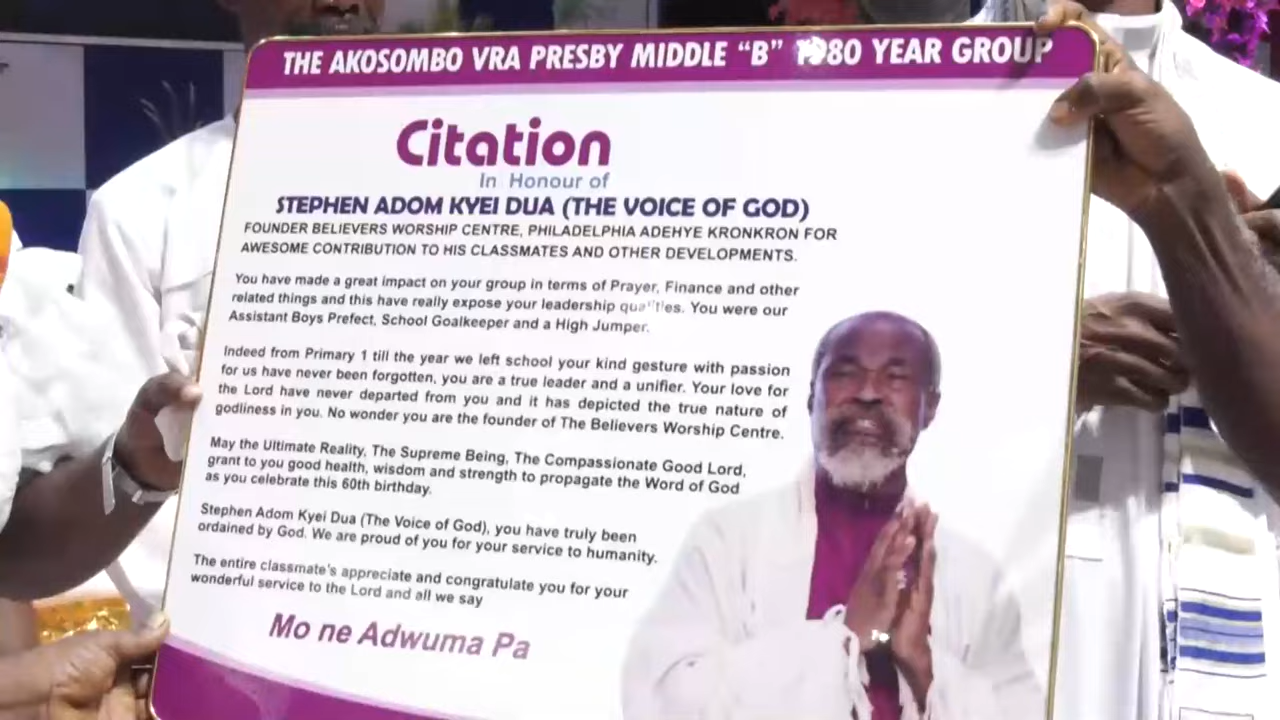 THE AKOSOMBO VRA PRESBY MIDDLE “B” 1980 YEAR GROUP
Citation
In Honour of
STEPHEN ADOM KYEI DUA (THE VOICE OF GOD)
FOUNDER BELIEVERS WORSHIP CENTRE, PHILADELPHIA ADEHYE KRONKRON FOR
AWESOME CONTRIBUTION TO HIS CLASSMATES AND OTHER DEVELOPMENTS.
You have made a great impact on your group in terms of Prayer, Finance and other
related things and this have really expose your leadership qualities. You were our
Assistant Boys Prefect, School Goalkeeper and a High Jumper.
Indeed from Primary 1 till the year we left school your kind gesture with passion
for us have never been forgotten, you are a true leader and a unifier. Your love for
the Lord have never departed from you and it has depicted the true nature of
godliness in you. No wonder you are the founder of The Believers Worship Centre.
May the Ultimate Reality, The Supreme Being, The Compassionate Good Lord,
grant to you good health, wisdom and strength to propagate the Word of God
as you celebrate this 60th birthday.
Stephen Adom Kyei Dua (The Voice of God), you have truly been
ordained by God. We are proud of you for your service to humanity.
The entire classmate's appreciate and congratulate you for your
wonderful service to the Lord and all we say
Mo ne Adwuma Pa